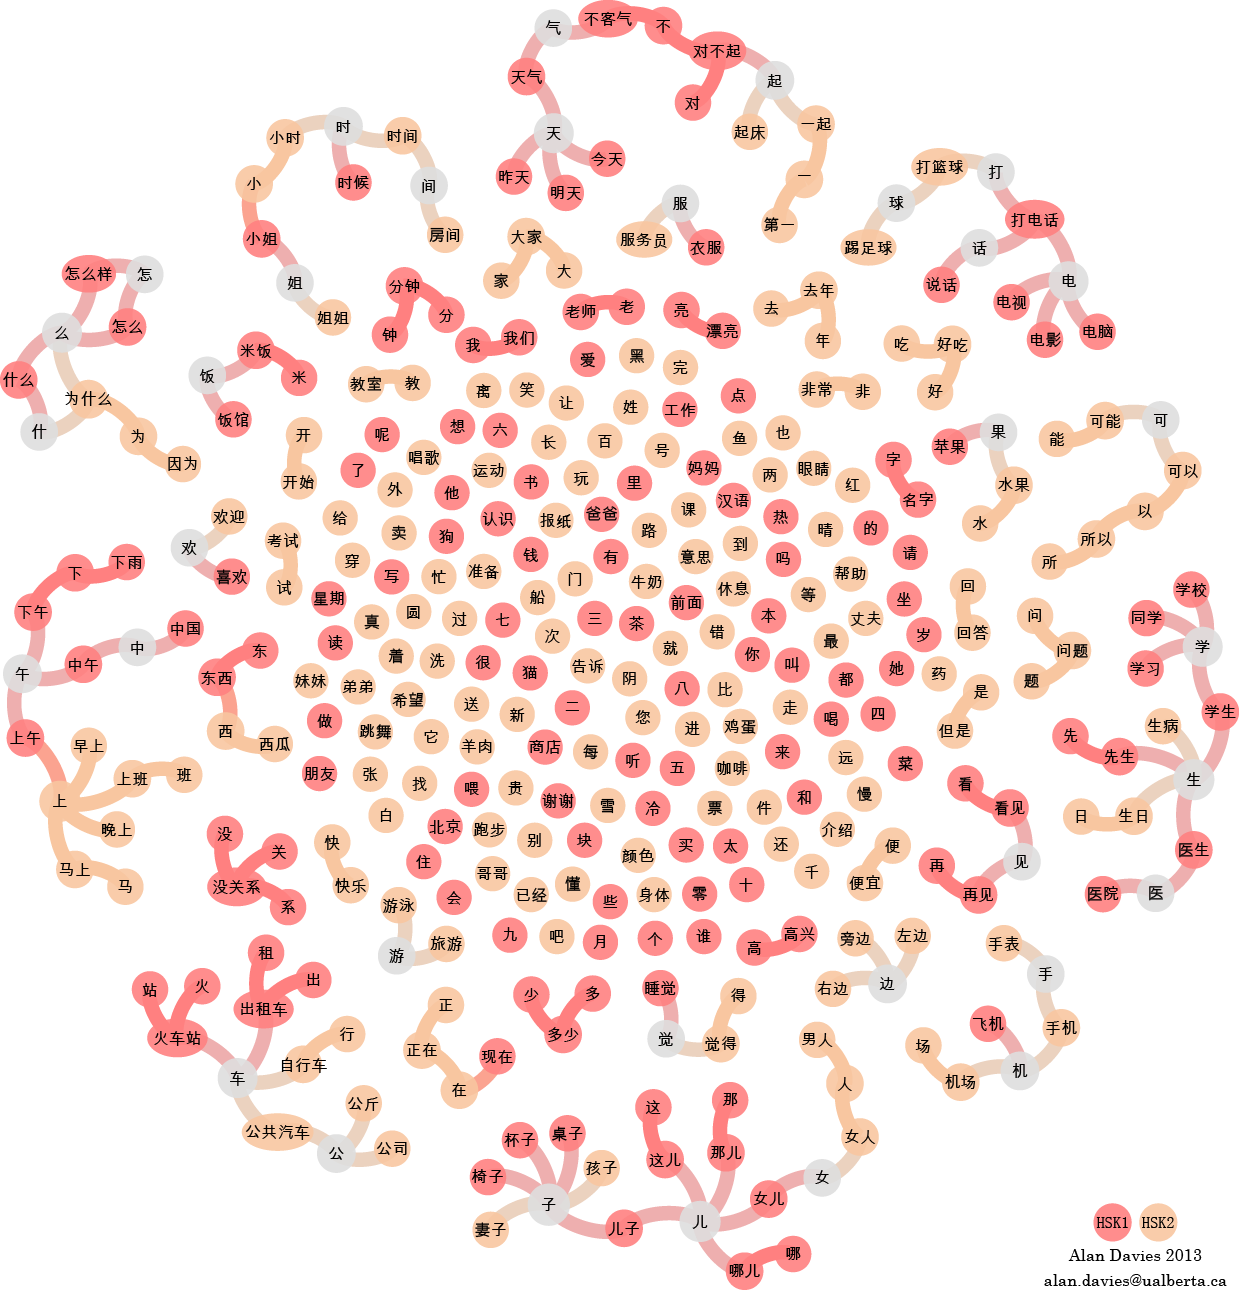 气
不客气
不
对不起
起
天气
对
起床
一起
天
今天
昨天
明天
一
第一
小时
时
时间
小
时候
间
小姐
房间
姐
姐姐
服
服务员
衣服
大家
家
大
打篮球
打
球
打电话
踢足球
话
说话
电
电视
电影
电脑
怎么样
怎
么
怎么
什么
为什么
什
为
因为
分钟
分
钟
我
我们
老师
老
亮
漂亮
去
去年
年
吃
好吃
好
饭
米饭
米
饭馆
教室
教
离
笑
爱
黑
完
让
姓
工作
点
非常
非
能
可能
可
可以
以
所以
所
苹果
果
水果
水
字
名字
开
开始
呢
了
唱歌
想
六
长
百
号
鱼
也
运动
书
玩
里
妈妈
两
眼睛
红
外
他
给
卖
狗
认识
报纸
爸爸
路
课
汉语
热
晴
的
请
欢迎
欢
喜欢
考试
试
穿
写
忙
准备
钱
有
意思
到
吗
帮助
星期
真
圆
过
七
船
门
牛奶
前面
休息
等
坐
三
茶
本
丈夫
读
着
洗
很
次
就
错
最
岁
回
回答
妹妹
弟弟
希望
猫
告诉
阴
八
比
你
叫
都
她
药
做
跳舞
它
送
新
二
您
进
鸡蛋
走
喝
四
羊肉
商店
每
听
五
咖啡
来
远
菜
朋友
张
找
喂
贵
谢谢
雪
冷
票
件
和
慢
白
北京
跑步
别
块
颜色
买
太
还
介绍
住
哥哥
已经
懂
些
身体
零
十
千
会
九
吧
月
个
谁
高
高兴
便
便宜
问
问题
题
是
但是
下
下雨
下午
午
中午
中
中国
上午
早上
上
上班
班
晚上
马上
马
东
东西
西
西瓜
没
关
没关系
系
快
快乐
游泳
游
旅游
学校
同学
学
学习
学生
先
先生
生病
生
日
生日
医生
医院
医
看
看见
见
再
再见
旁边
左边
右边
边
手表
手
手机
飞机
机
场
机场
租
站
火
出
出租车
火车站
车
自行车
行
公共汽车
公
公斤
公司
正
正在
在
现在
少
多
多少
睡觉
觉
觉得
得
男人
人
女人
女
女儿
这
那
这儿
那儿
儿
哪儿
哪
儿子
子
杯子
桌子
椅子
孩子
妻子
HSK1
HSK2
Alan Davies 2013
alan.davies@ualberta.ca